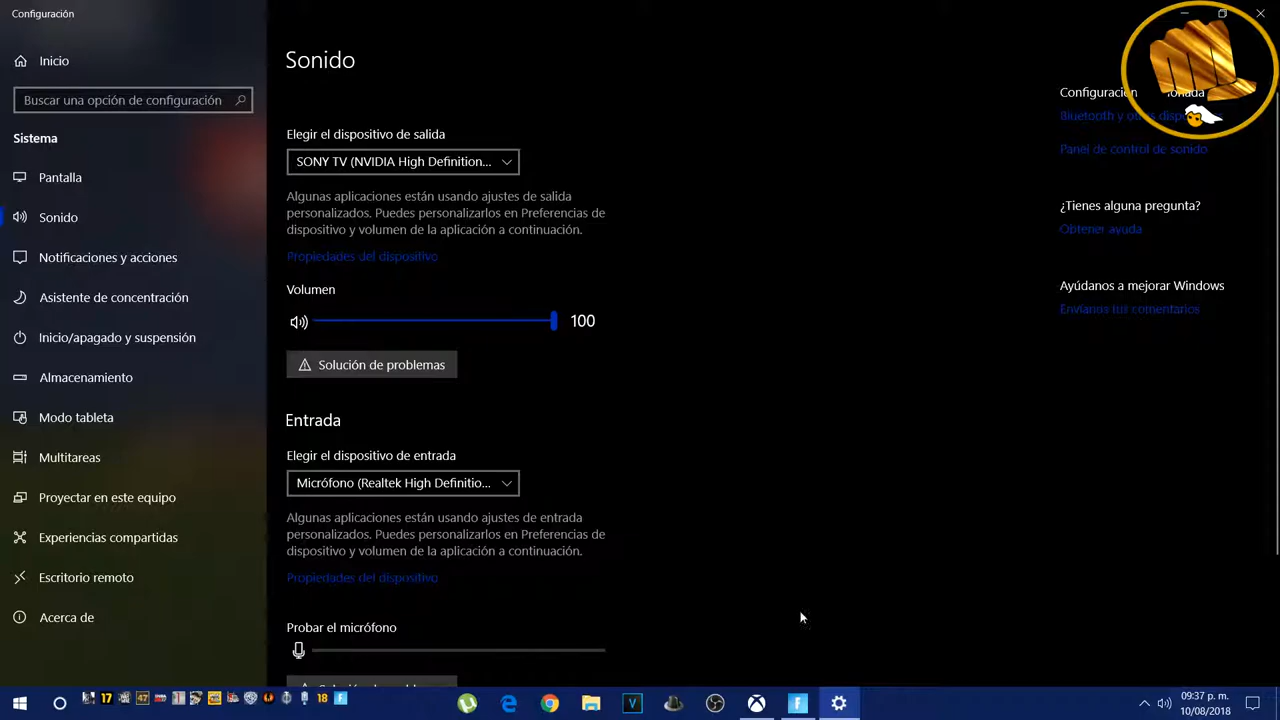 Configuración
Inicio
Buscar una opción de configuración
Sistema
Pantalla
Sonido
Notificaciones y acciones
Asistente de concentración
Inicio/apagado y suspensión
Almacenamiento
Modo tableta
Multitareas
Proyectar en este equipo
Experiencias compartidas
Escritorio remoto
Acerca de
Sonido
Elegir el dispositivo de salida
SONY TV (NVIDIA High Definition...
Algunas aplicaciones están usando ajustes de salida
personalizados. Puedes personalizarlos en Preferencias de
dispositivo y volumen de la aplicación a continuación.
Propiedades del dispositivo
Volumen
100
Solución de problemas
Entrada
Elegir el dispositivo de entrada
Micrófono (Realtek High Definitio...
Algunas aplicaciones están usando ajustes de entrada
personalizados. Puedes personalizarlos en Preferencias de
dispositivo y volumen de la aplicación a continuación.
Propiedades del dispositivo
Probar el micrófono
Configuración
Bluetooth y otros
Panel de control de sonido
¿Tienes alguna pregunta?
Obtener ayuda
Ayúdanos a mejorar Windows
Envíanos tus comentarios
17
47
18
09:37 p. m.
10/08/2018